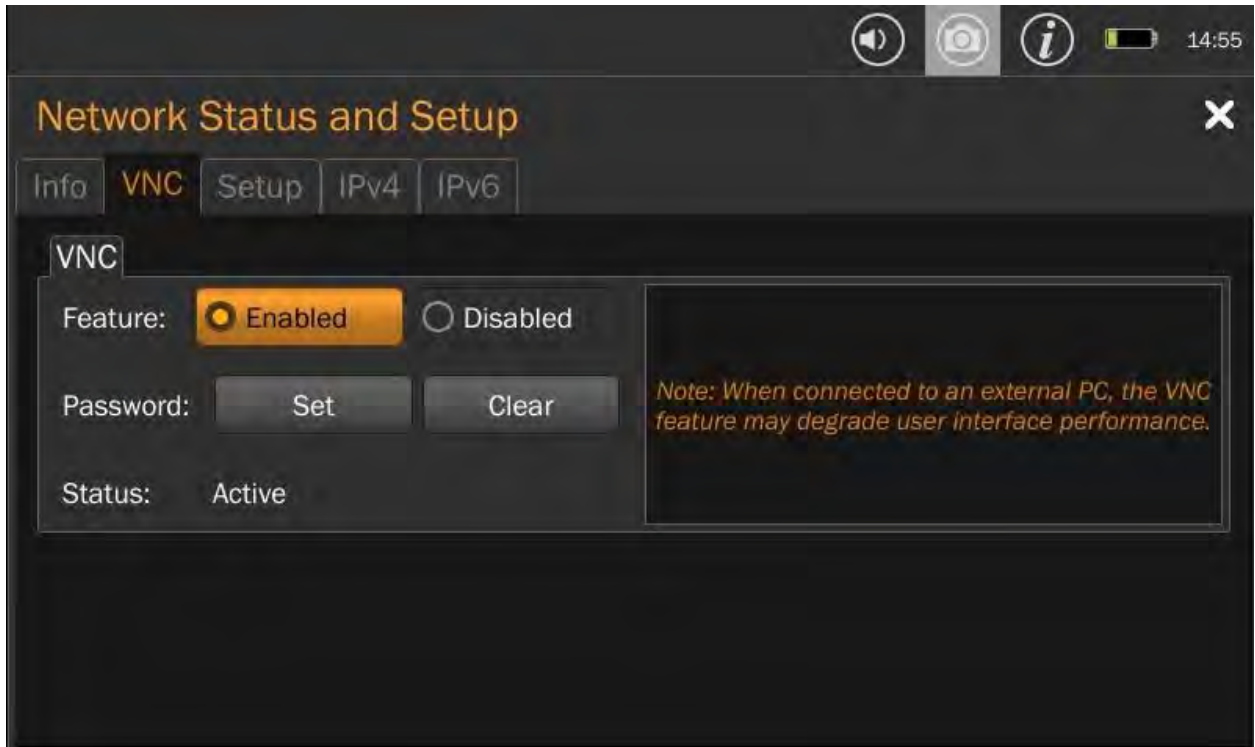 14:55
Network Status and Setup
Info VNC Setup IPv4 IPv6
VNC
Feature: Enabled Disabled
Password: Set Clear
Note: When connected to an external PC, the VNC
feature may degrade user interface performance.
Status: Active